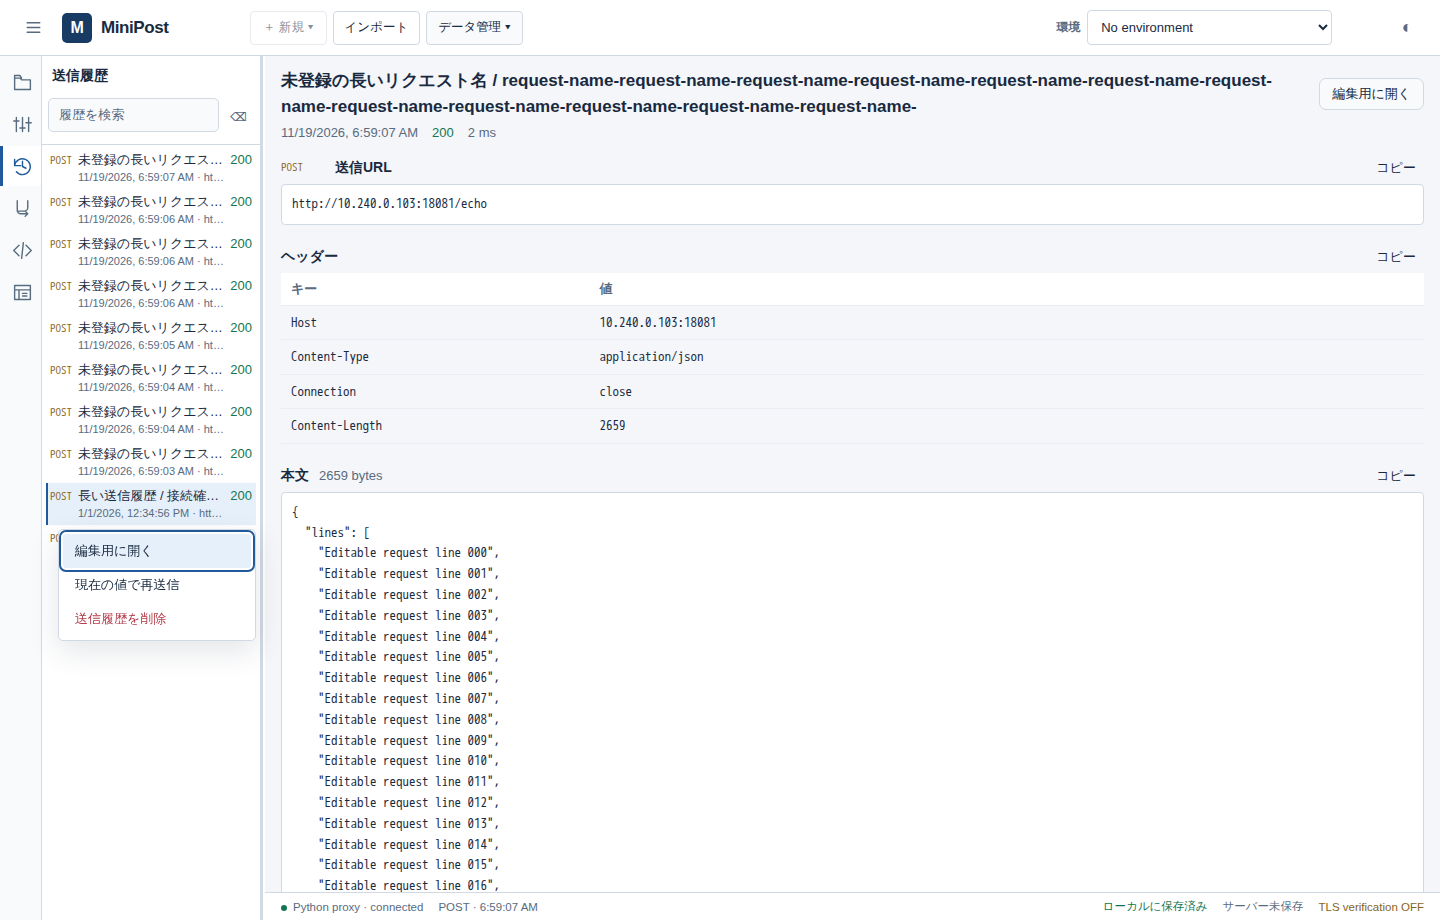 M MiniPost ＋ 新規 ▾ インポート データ管理 ▾ 環境 No environment
送信履歴
履歴を検索
POST 未登録の長いリクエス… 200
11/19/2026, 6:59:07 AM · ht…
POST 未登録の長いリクエス… 200
11/19/2026, 6:59:06 AM · ht…
POST 未登録の長いリクエス… 200
11/19/2026, 6:59:06 AM · ht…
POST 未登録の長いリクエス… 200
11/19/2026, 6:59:06 AM · ht…
POST 未登録の長いリクエス… 200
11/19/2026, 6:59:05 AM · ht…
POST 未登録の長いリクエス… 200
11/19/2026, 6:59:04 AM · ht…
POST 未登録の長いリクエス… 200
11/19/2026, 6:59:04 AM · ht…
POST 未登録の長いリクエス… 200
11/19/2026, 6:59:03 AM · ht…
POST 長い送信履歴 / 接続確… 200
1/1/2026, 12:34:56 PM · htt…
編集用に開く
現在の値で再送信
送信履歴を削除
未登録の長いリクエスト名 / request-name-request-name-request-name-request-name-request-name-request-name-request-name-request-
name-request-name-request-name-request-name-request-name-request-name-
編集用に開く
11/19/2026, 6:59:07 AM 200 2 ms
POST 送信URL コピー
http://10.240.0.103:18081/echo
ヘッダー コピー
キー 値
Host 10.240.0.103:18081
Content-Type application/json
Connection close
Content-Length 2659
本文 2659 bytes コピー
{
"lines": [
"Editable request line 000",
"Editable request line 001",
"Editable request line 002",
"Editable request line 003",
"Editable request line 004",
"Editable request line 005",
"Editable request line 006",
"Editable request line 007",
"Editable request line 008",
"Editable request line 009",
"Editable request line 010",
"Editable request line 011",
"Editable request line 012",
"Editable request line 013",
"Editable request line 014",
"Editable request line 015",
"Editable request line 016",
Python proxy · connected POST · 6:59:07 AM ローカルに保存済み サーバー未保存 TLS verification OFF